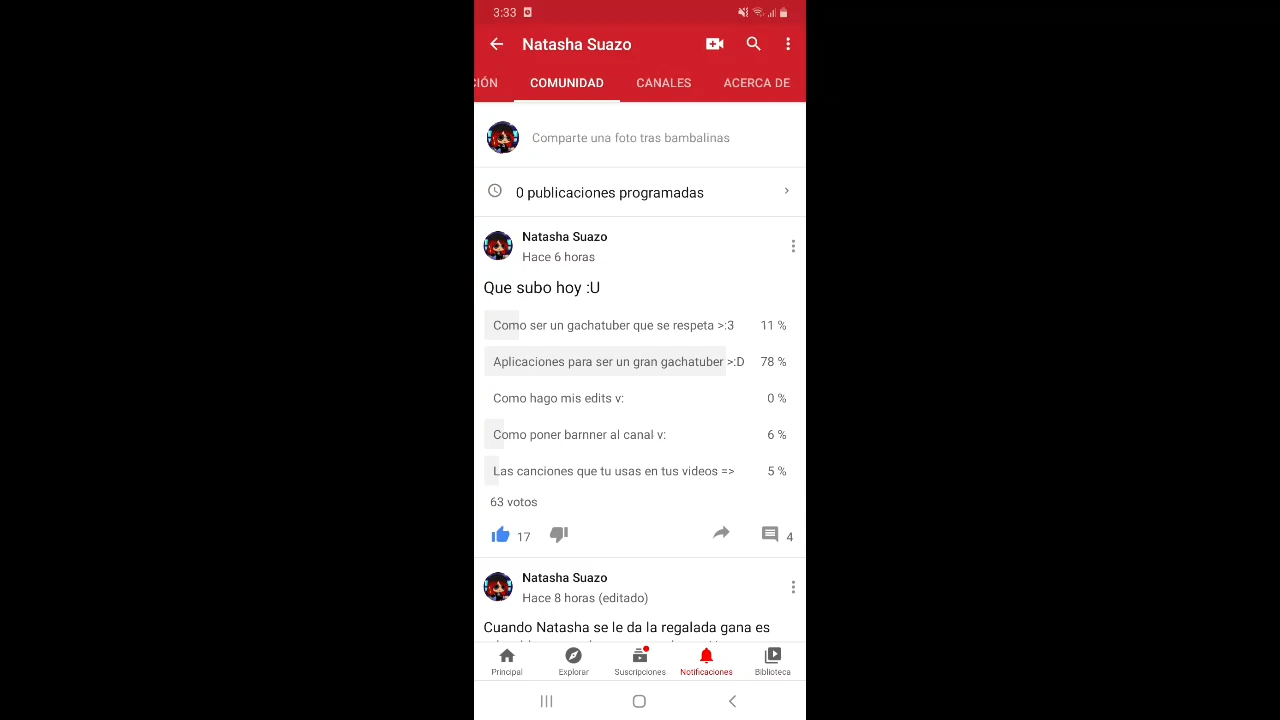 3:33
Natasha Suazo
CIÓN COMUNIDAD CANALES ACERCA DE
Comparte una foto tras bambalinas
0 publicaciones programadas
Natasha Suazo
Hace 6 horas
Que subo hoy :U
Como ser un gachatuber que se respeta >:3 11 %
Aplicaciones para ser un gran gachatuber >:D 78 %
Como hago mis edits v: 0 %
Como poner barnner al canal v: 6 %
Las canciones que tu usas en tus videos => 5 %
63 votos
17 4
Natasha Suazo
Hace 8 horas (editado)
Cuando Natasha se le da la regalada gana es
Principal Explorar Suscripciones Notificaciones Biblioteca